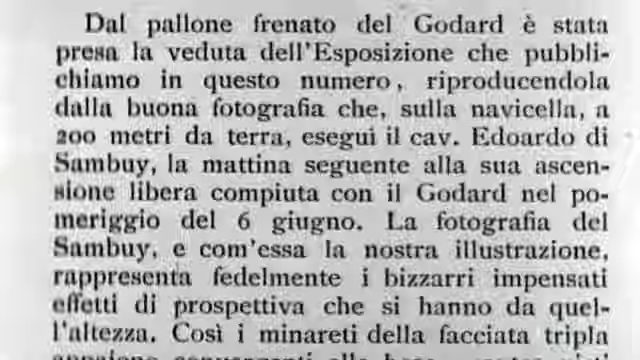 Dal pallone frenato del Godard è stata
presa la veduta dell'Esposizione che pubbli-
chiamo in questo numero, riproducendola
dalla buona fotografia che, sulla navicella, a
200 metri da terra, eseguì il cav. Edoardo di
Sambuy, la mattina seguente alla sua ascen-
sione libera compiuta con il Godard nel po-
meriggio del 6 giugno. La fotografia del
Sambuy, e com'essa la nostra illustrazione,
rappresenta fedelmente i bizzarri impensati
effetti di prospettiva che si hanno da quel-
l'altezza. Così i minareti della facciata tripla